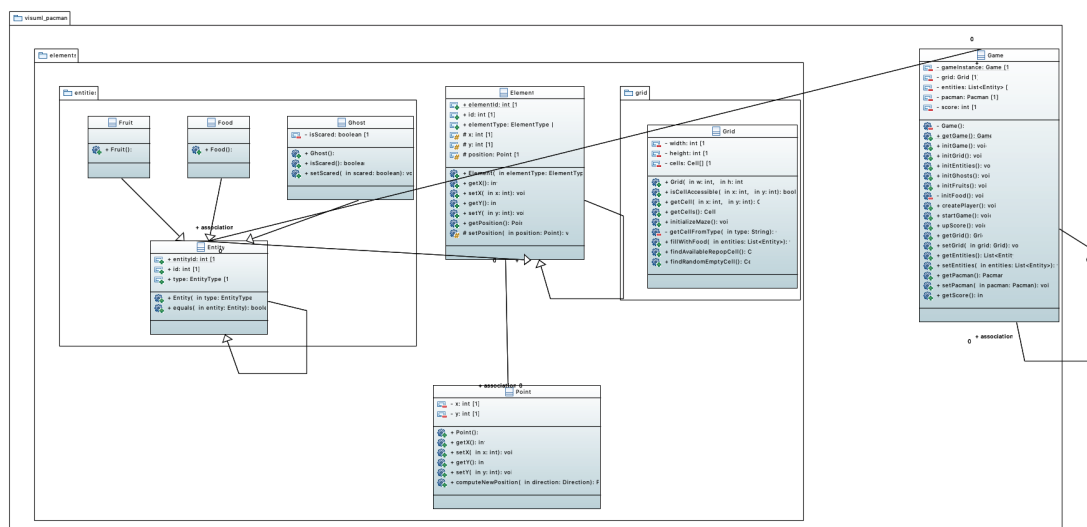 visuml_pacman
elements
entities
Fruit
+ Fruit():
Food
+ Food():
Ghost
- isScared: boolean [1
+ Ghost():
+ isScared(): boolea
+ setScared( in scared: boolean): vo
+ association
0
Entity
+ entityId: int [1]
+ id: int [1]
+ type: EntityType [1
+ Entity( in type: EntityType
+ equals( in entity: Entity): bool
Element
+ elementId: int [1
+ id: int [1]
+ elementType: ElementType [
# x: int [1]
# y: int [1]
# position: Point [1
+ Element( in elementType: ElementTyp
+ getX(): in
+ setX( in x: int): voi
+ getY(): in
+ setY( in y: int): voi
+ getPosition(): Poi
# setPosition( in position: Point): v
0
grid
Grid
- width: int [1]
- height: int [1]
- cells: Cell[] [1
+ Grid( in w: int, in h: int
+ isCellAccessible( in x: int, in y: int): bool
+ getCell( in x: int, in y: int): C
+ getCells(): Cell
+ initializeMaze(): voi
- getCellFromType( in type: String):
+ fillWithFood( in entities: List<Entity>):
+ findAvailableRepopCell(): C
+ findRandomEmptyCell(): Ce
+ association 0
Point
- x: int [1]
- y: int [1]
+ Point():
+ getX(): in
+ setX( in x: int): voi
+ getY(): in
+ setY( in y: int): voi
+ computeNewPosition( in direction: Direction): P
0
Game
- gameInstance: Game [1
- grid: Grid [1]
- entities: List<Entity> [
- pacman: Pacman [1]
- score: int [1]
- Game():
+ getGame(): Game
+ initGame(): voi
+ initGrid(): voi
+ initEntities(): voi
+ initGhosts(): voi
+ initFruits(): voi
- initFood(): voi
+ createPlayer(): voi
+ startGame(): voi
+ upScore(): voi
+ getGrid(): Gri
+ setGrid( in grid: Grid): vo
+ getEntities(): List<Entit
+ setEntities( in entities: List<Entity>):
+ getPacman(): Pacmar
+ setPacman( in pacman: Pacman): voi
+ getScore(): in
+ association
0